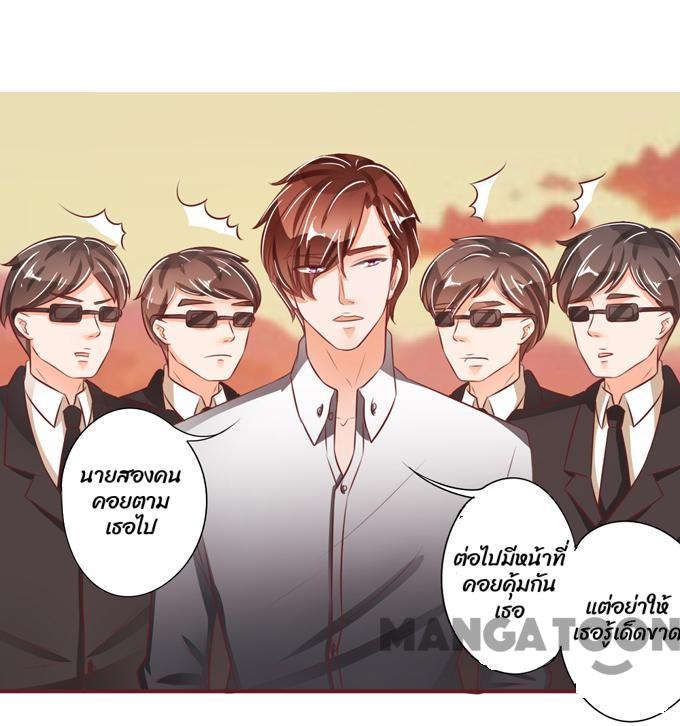 นายสองคน
คอยตาม
เธอไป
ต่อไปมีหน้าที่
คอยคุ้มกัน
เธอ
แต่อย่าให้
เธอรู้เด็ดขาด
MANGATOON